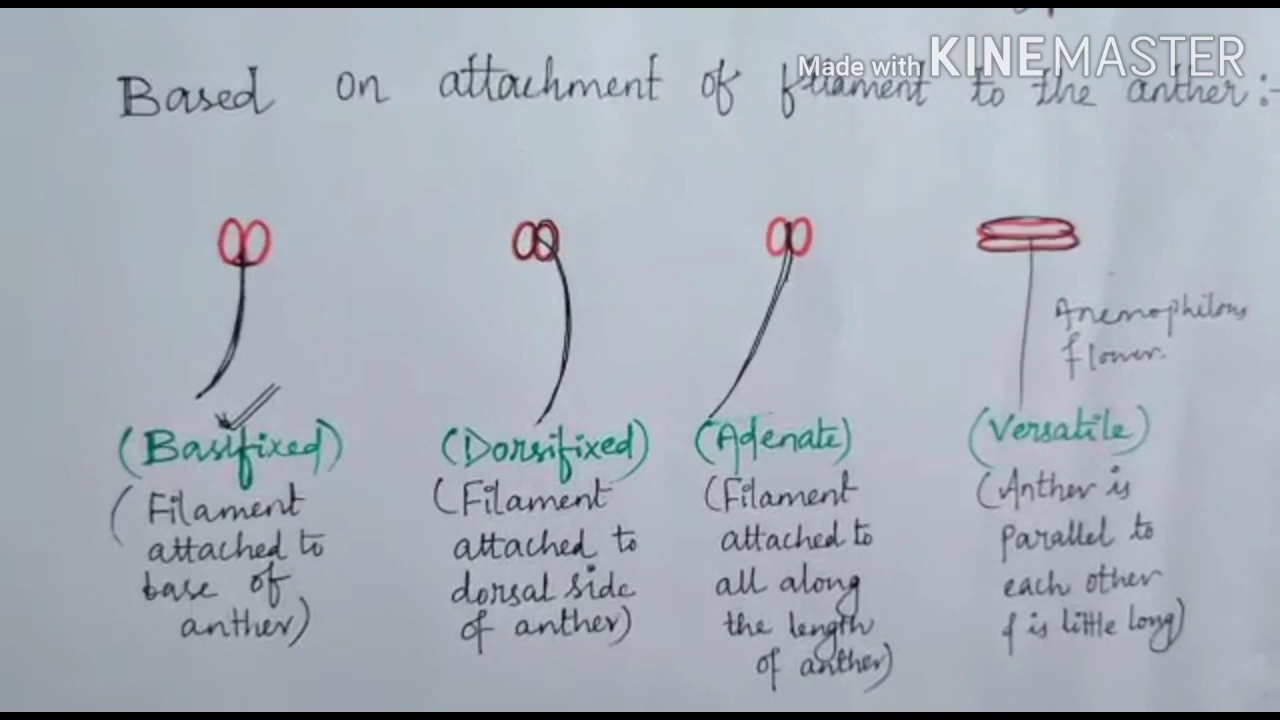 Made with KINEMASTER
Based on attachment of filament to the anther:-
Anemophilous
flower.
(Basifixed)
(Filament
attached to
base of
anther)
(Dorsifixed)
(Filament
attached to
dorsal side
of anther)
(Adenate)
(Filament
attached to
all along
the length
of anther)
(Versatile)
(Anther is
parallel to
each other
& is little long)